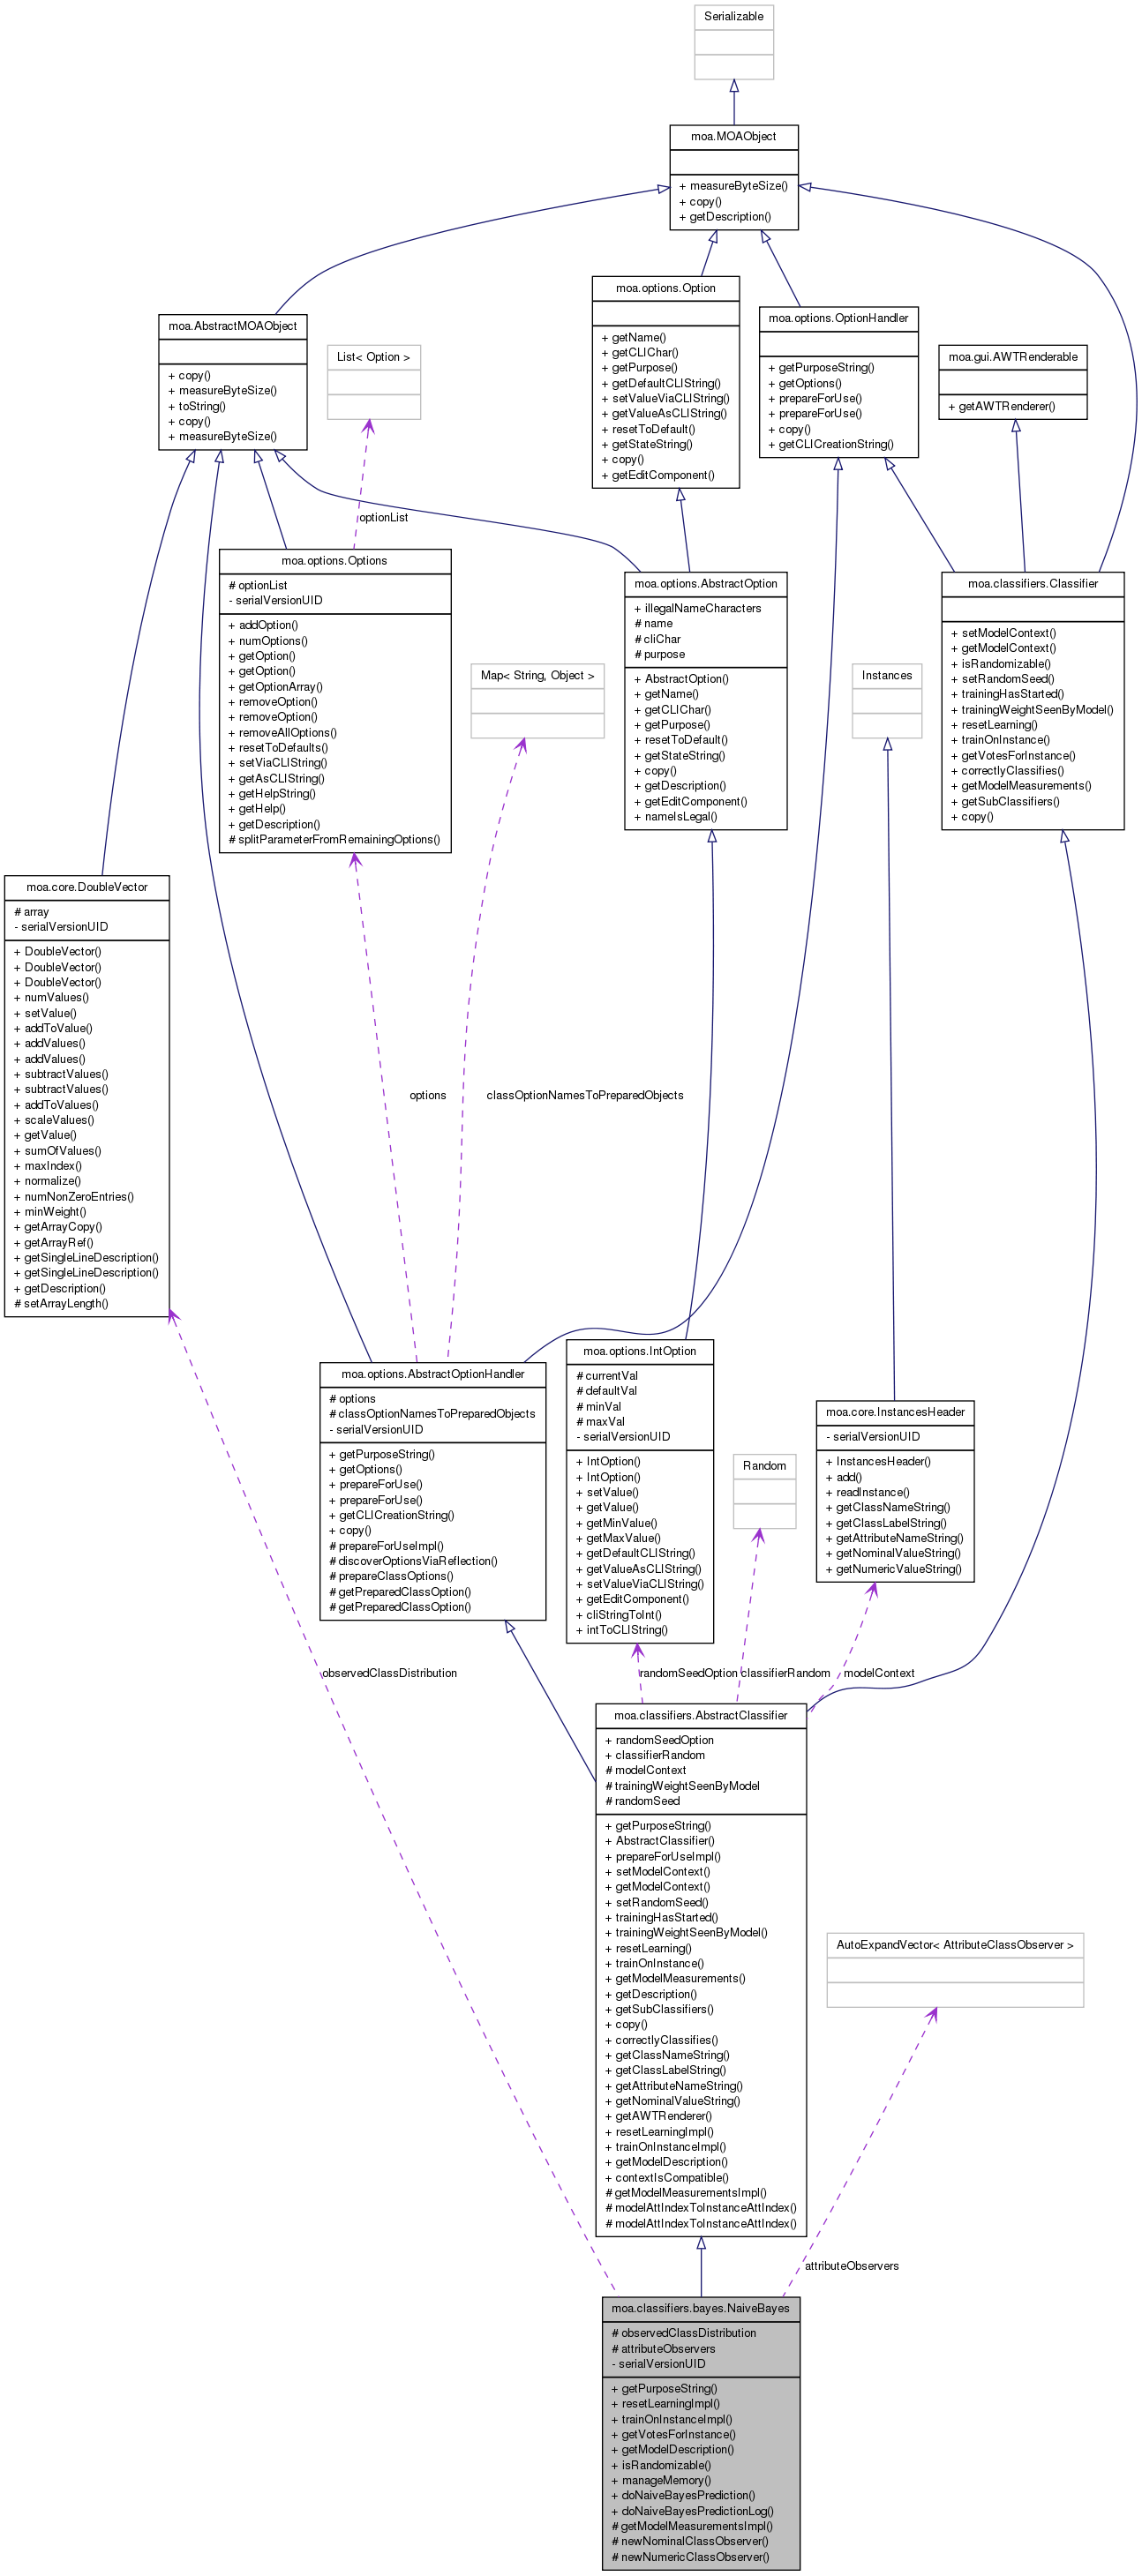 Serializable
moa.MOAObject
+ measureByteSize()
+ copy()
+ getDescription()
moa.options.Option
+ getName()
+ getCLIChar()
+ getPurpose()
+ getDefaultCLIString()
+ setValueViaCLIString()
+ getValueAsCLIString()
+ resetToDefault()
+ getStateString()
+ copy()
+ getEditComponent()
moa.options.OptionHandler
+ getPurposeString()
+ getOptions()
+ prepareForUse()
+ prepareForUse()
+ copy()
+ getCLICreationString()
moa.AbstractMOAObject
+ copy()
+ measureByteSize()
+ toString()
+ copy()
+ measureByteSize()
List< Option >
moa.gui.AWTRenderable
+ getAWTRenderer()
optionList
moa.options.Options
# optionList
- serialVersionUID
+ addOption()
+ numOptions()
+ getOption()
+ getOption()
+ getOptionArray()
+ removeOption()
+ removeOption()
+ removeAllOptions()
+ resetToDefaults()
+ setViaCLIString()
+ getAsCLIString()
+ getHelpString()
+ getHelp()
+ getDescription()
# splitParameterFromRemainingOptions()
moa.options.AbstractOption
+ illegalNameCharacters
# name
# cliChar
# purpose
+ AbstractOption()
+ getName()
+ getCLIChar()
+ getPurpose()
+ resetToDefault()
+ getStateString()
+ copy()
+ getDescription()
+ getEditComponent()
+ nameIsLegal()
moa.classifiers.Classifier
+ setModelContext()
+ getModelContext()
+ isRandomizable()
+ setRandomSeed()
+ trainingHasStarted()
+ trainingWeightSeenByModel()
+ resetLearning()
+ trainOnInstance()
+ getVotesForInstance()
+ correctlyClassifies()
+ getModelMeasurements()
+ getSubClassifiers()
+ copy()
Map< String, Object >
Instances
moa.core.DoubleVector
# array
- serialVersionUID
+ DoubleVector()
+ DoubleVector()
+ DoubleVector()
+ numValues()
+ setValue()
+ addToValue()
+ addValues()
+ addValues()
+ subtractValues()
+ subtractValues()
+ addToValues()
+ scaleValues()
+ getValue()
+ sumOfValues()
+ maxIndex()
+ normalize()
+ numNonZeroEntries()
+ minWeight()
+ getArrayCopy()
+ getArrayRef()
+ getSingleLineDescription()
+ getSingleLineDescription()
+ getDescription()
# setArrayLength()
options
classOptionNamesToPreparedObjects
moa.options.AbstractOptionHandler
# options
# classOptionNamesToPreparedObjects
- serialVersionUID
+ getPurposeString()
+ getOptions()
+ prepareForUse()
+ prepareForUse()
+ getCLICreationString()
+ copy()
# prepareForUseImpl()
# discoverOptionsViaReflection()
# prepareClassOptions()
# getPreparedClassOption()
# getPreparedClassOption()
moa.options.IntOption
# currentVal
# defaultVal
# minVal
# maxVal
- serialVersionUID
+ IntOption()
+ IntOption()
+ setValue()
+ getValue()
+ getMinValue()
+ getMaxValue()
+ getDefaultCLIString()
+ getValueAsCLIString()
+ setValueViaCLIString()
+ getEditComponent()
+ cliStringToInt()
+ intToCLIString()
Random
moa.core.InstancesHeader
- serialVersionUID
+ InstancesHeader()
+ add()
+ readInstance()
+ getClassNameString()
+ getClassLabelString()
+ getAttributeNameString()
+ getNominalValueString()
+ getNumericValueString()
observedClassDistribution
randomSeedOption
classifierRandom
modelContext
moa.classifiers.AbstractClassifier
+ randomSeedOption
+ classifierRandom
# modelContext
# trainingWeightSeenByModel
# randomSeed
+ getPurposeString()
+ AbstractClassifier()
+ prepareForUseImpl()
+ setModelContext()
+ getModelContext()
+ setRandomSeed()
+ trainingHasStarted()
+ trainingWeightSeenByModel()
+ resetLearning()
+ trainOnInstance()
+ getModelMeasurements()
+ getDescription()
+ getSubClassifiers()
+ copy()
+ correctlyClassifies()
+ getClassNameString()
+ getClassLabelString()
+ getAttributeNameString()
+ getNominalValueString()
+ getAWTRenderer()
+ resetLearningImpl()
+ trainOnInstanceImpl()
+ getModelDescription()
+ contextIsCompatible()
# getModelMeasurementsImpl()
# modelAttIndexToInstanceAttIndex()
# modelAttIndexToInstanceAttIndex()
AutoExpandVector< AttributeClassObserver >
attributeObservers
moa.classifiers.bayes.NaiveBayes
# observedClassDistribution
# attributeObservers
- serialVersionUID
+ getPurposeString()
+ resetLearningImpl()
+ trainOnInstanceImpl()
+ getVotesForInstance()
+ getModelDescription()
+ isRandomizable()
+ manageMemory()
+ doNaiveBayesPrediction()
+ doNaiveBayesPredictionLog()
# getModelMeasurementsImpl()
# newNominalClassObserver()
# newNumericClassObserver()